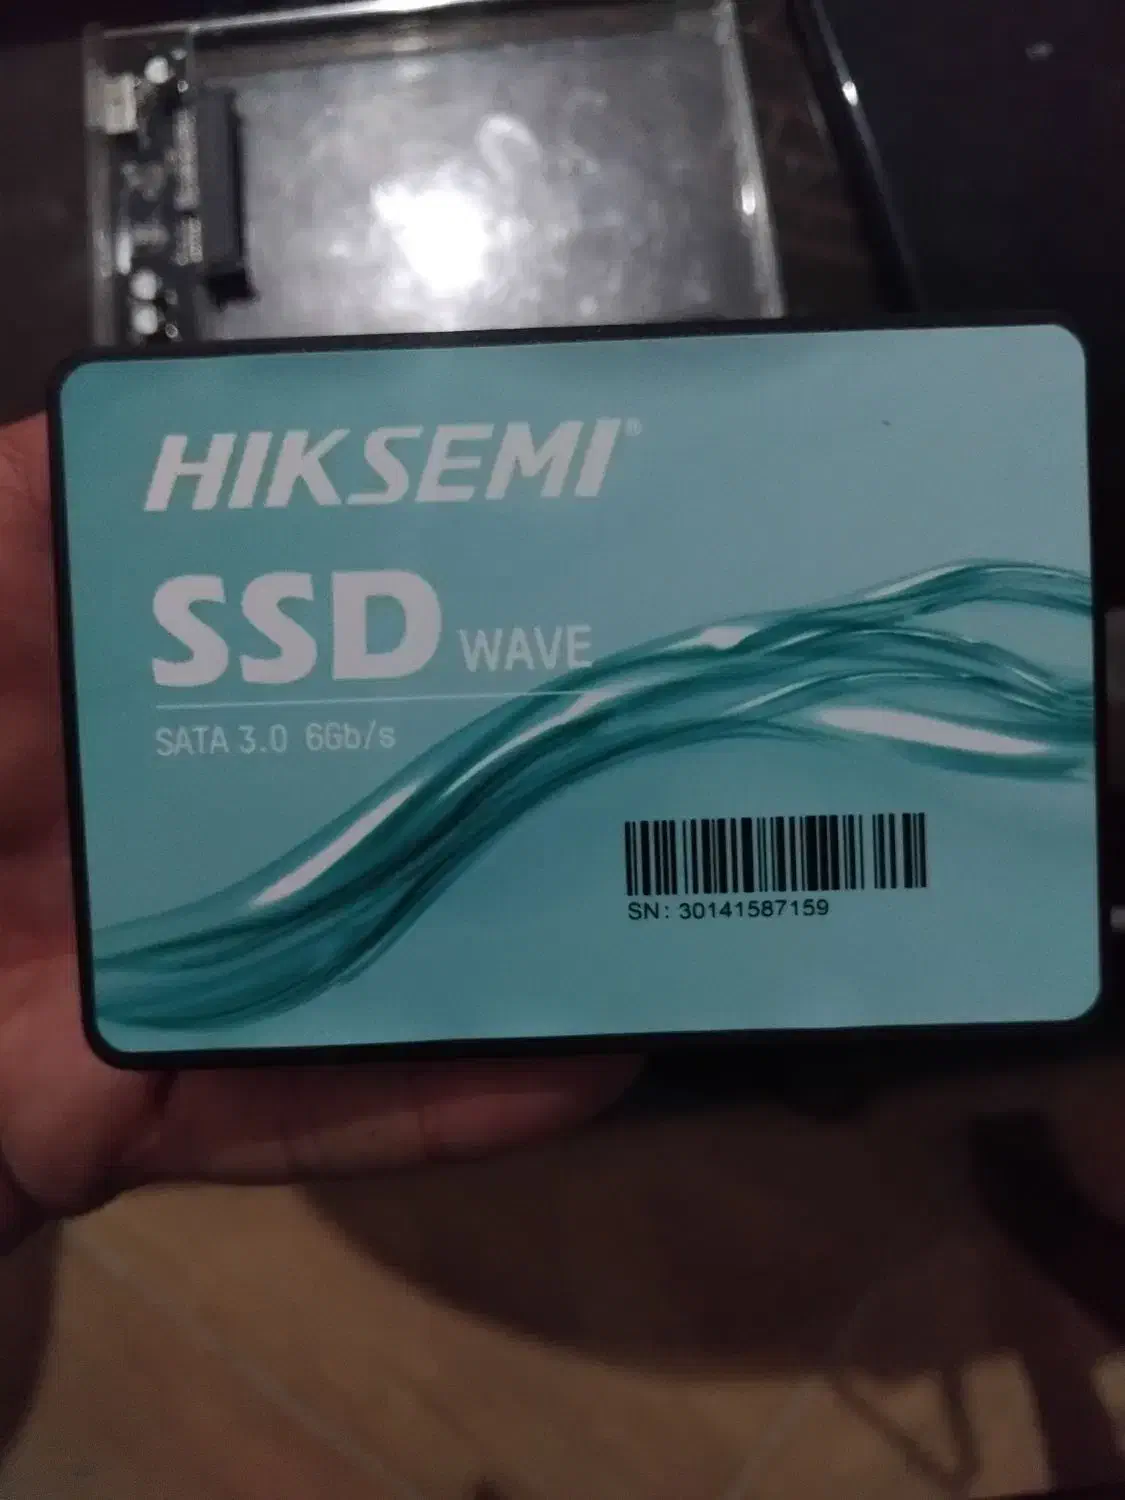 HIKSEMI®
SSD WAVE
SATA 3.0 6Gb/s
SN: 30141587159